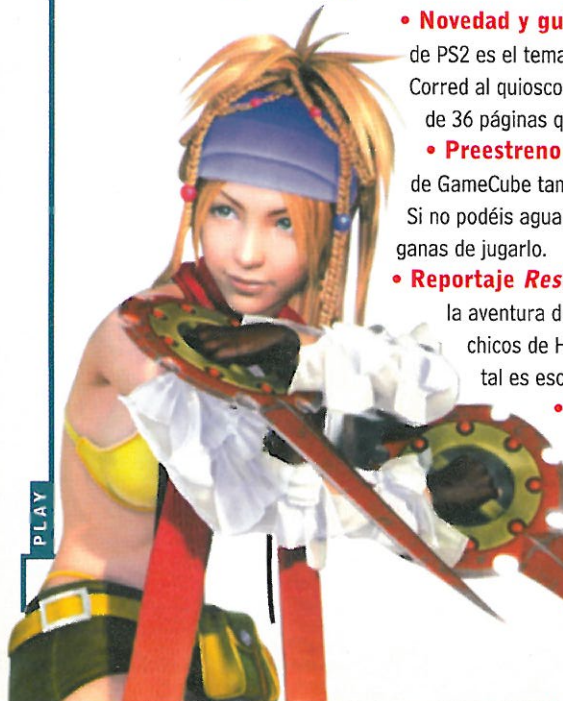 • Novedad y gu
de PS2 es el tema
Corred al quiosco
de 36 páginas q
• Preestreno
de GameCube tan
Si no podéis agua
ganas de jugarlo.
• Reportaje Res
la aventura d
chicos de H
tal es eso
•
PLAY